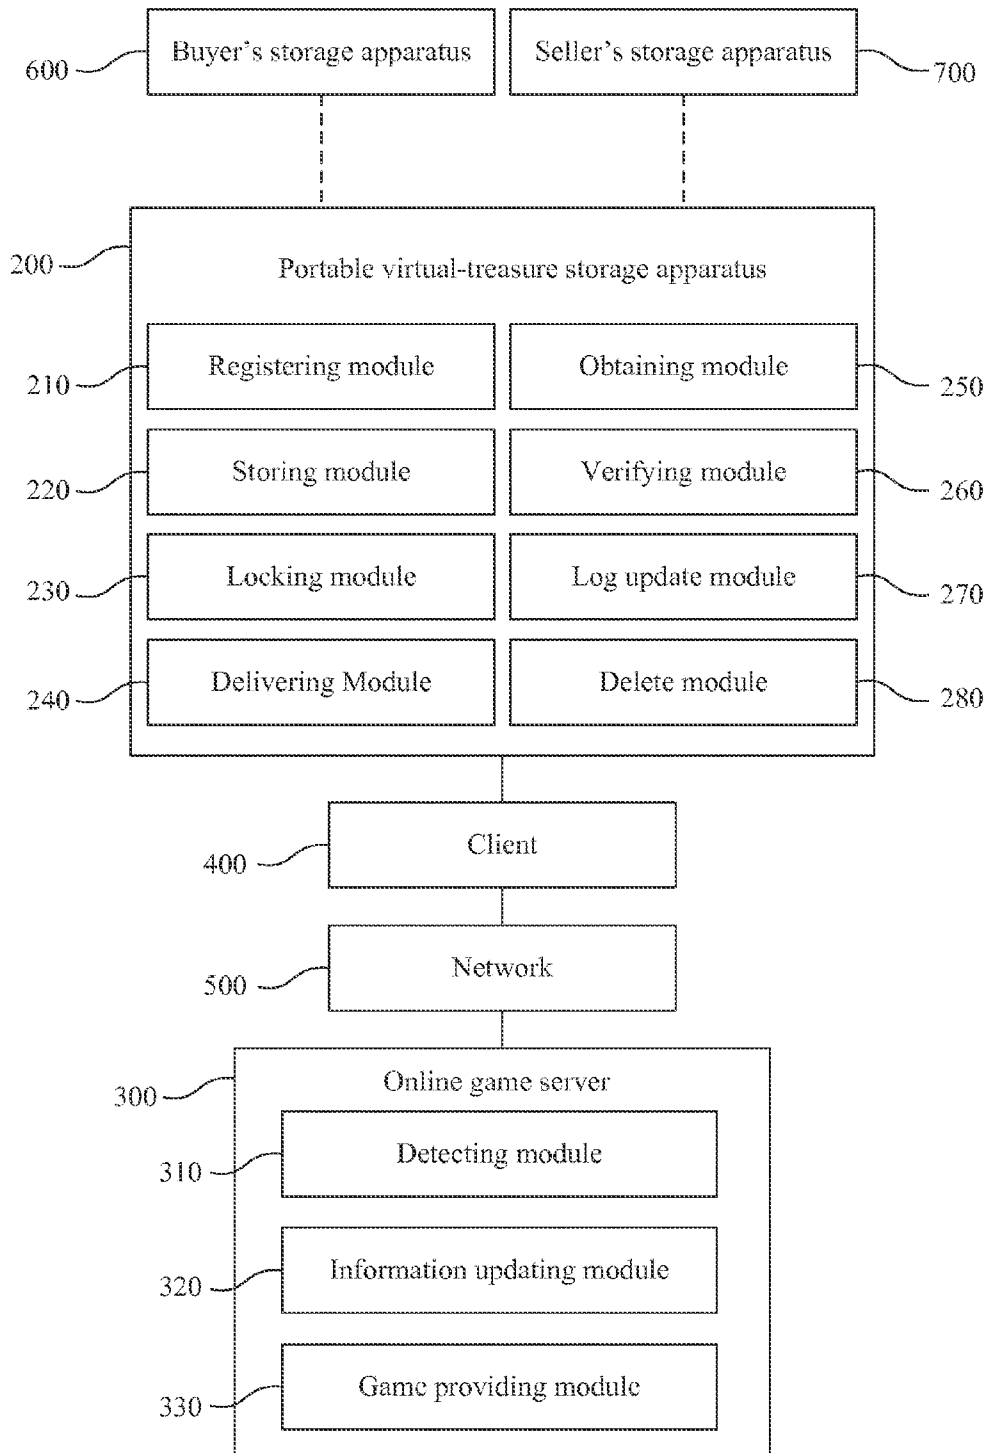 Buyer's storage apparatus
Seller's storage apparatus
600
700
200
Portable virtual-treasure storage apparatus
Registering module
Obtaining module
210
250
Storing module
Verifying module
220
260
Locking module
Log update module
230
270
Delivering Module
Delete module
240
280
Client
400
Network
500
300
Online game server
Detecting module
310
Information updating module
320
Game providing module
330